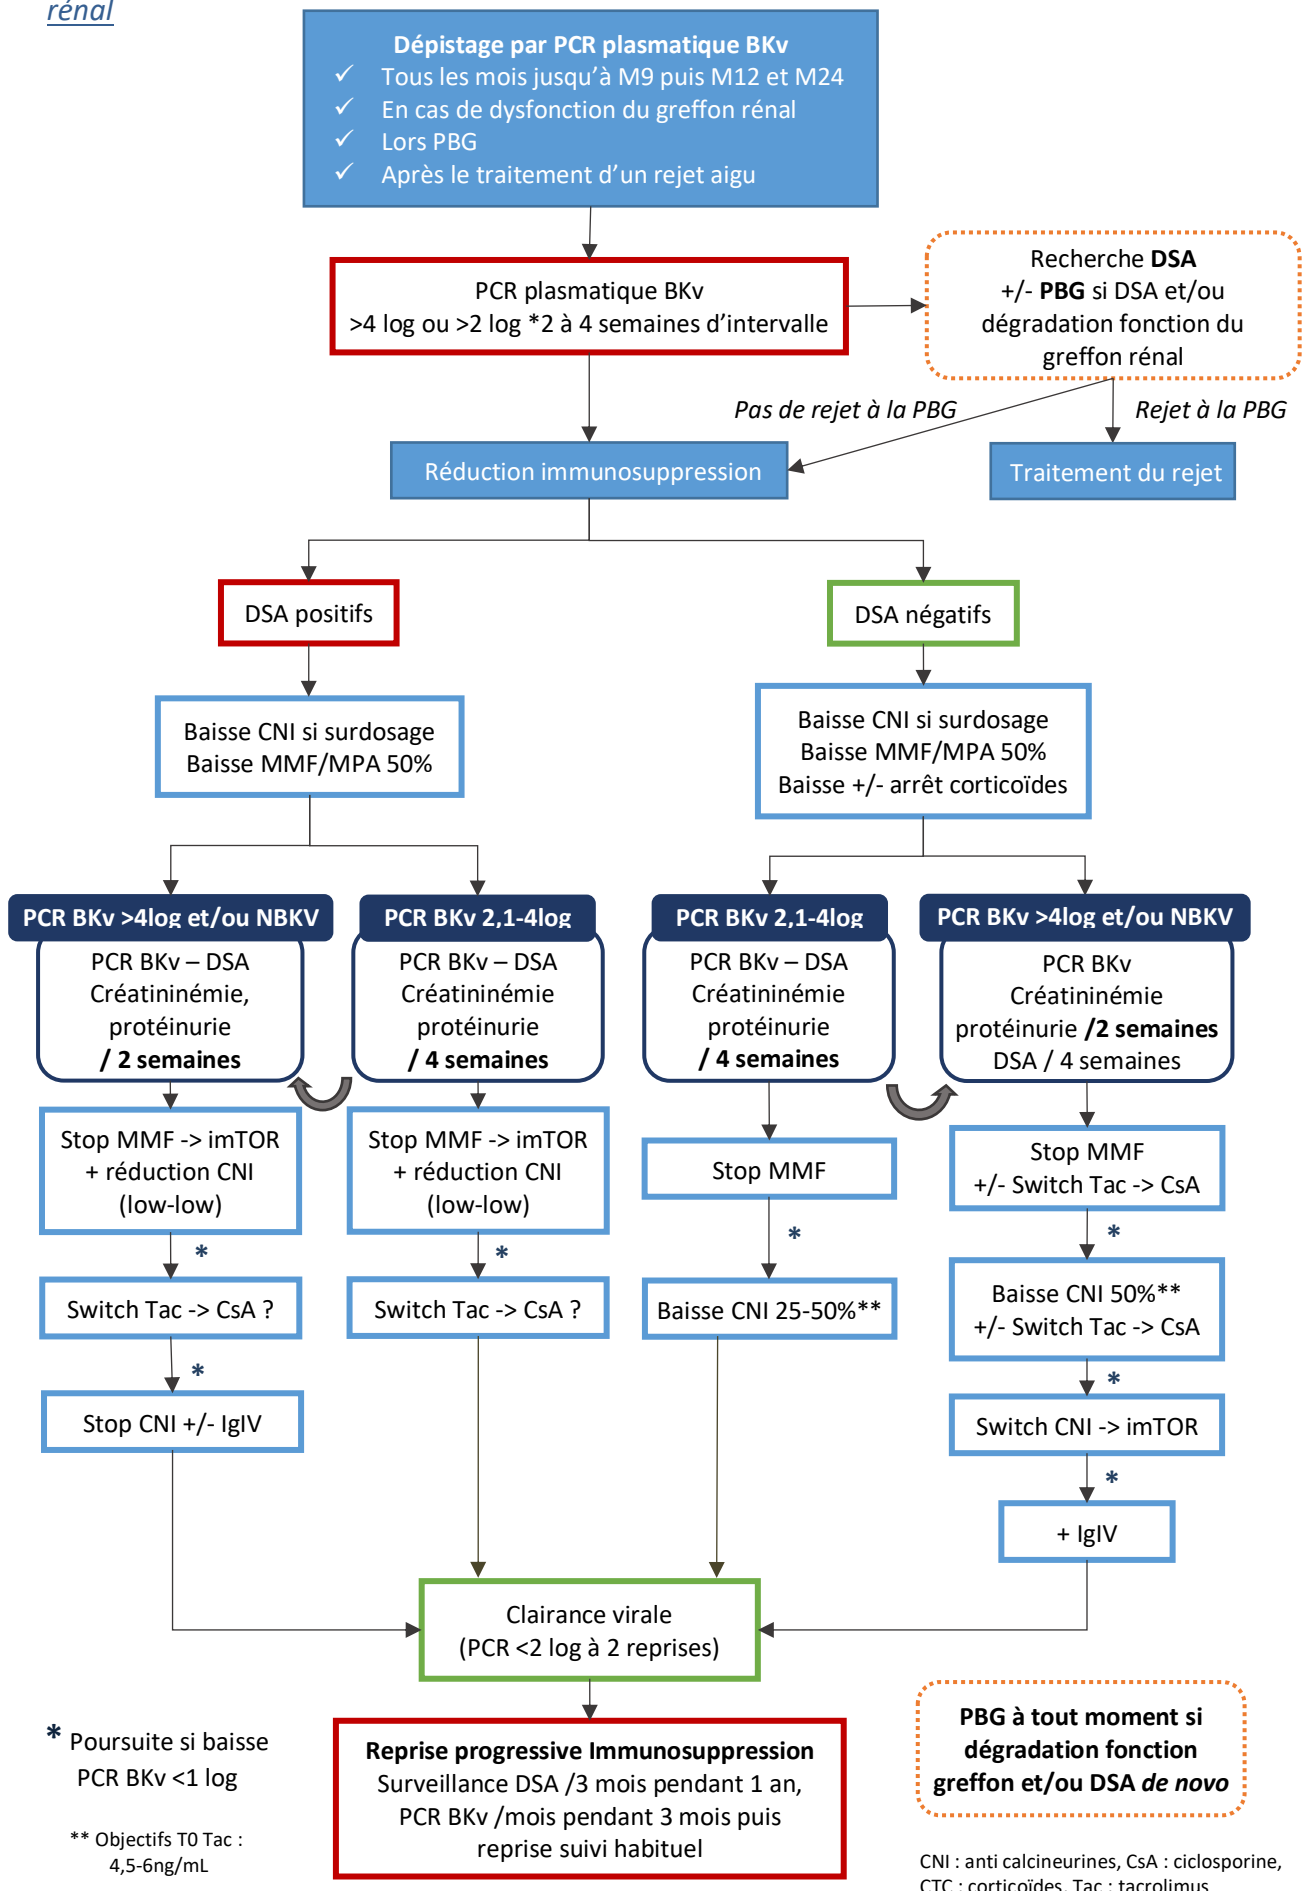 rénal
Dépistage par PCR plasmatique BKv
✓ Tous les mois jusqu'à M9 puis M12 et M24
✓ En cas de dysfonction du greffon rénal
✓ Lors PBG
✓ Après le traitement d'un rejet aigu
PCR plasmatique BKv
>4 log ou >2 log *2 à 4 semaines d'intervalle
Recherche DSA
+/- PBG si DSA et/ou
dégradation fonction du
greffon rénal
Pas de rejet à la PBG
Rejet à la PBG
Réduction immunosuppression
Traitement du rejet
DSA positifs
DSA négatifs
Baisse CNI si surdosage
Baisse MMF/MPA 50%
Baisse CNI si surdosage
Baisse MMF/MPA 50%
Baisse +/- arrêt corticoïdes
PCR BKv >4log et/ou NBKV
PCR BKv – DSA
Créatininémie,
protéinurie
/ 2 semaines
PCR BKv 2,1-4log
PCR BKv – DSA
Créatininémie
protéinurie
/ 4 semaines
PCR BKv 2,1-4log
PCR BKv – DSA
Créatininémie
protéinurie
/ 4 semaines
PCR BKv >4log et/ou NBKV
PCR BKv
Créatininémie
protéinurie /2 semaines
DSA / 4 semaines
Stop MMF -> imTOR
+ réduction CNI
(low-low)
*
Switch Tac -> CsA ?
*
Stop CNI +/- IgIV
Stop MMF -> imTOR
+ réduction CNI
(low-low)
*
Switch Tac -> CsA ?
Stop MMF
*
Baisse CNI 25-50%**
Stop MMF
+/- Switch Tac -> CsA
*
Baisse CNI 50%**
+/- Switch Tac -> CsA
*
Switch CNI -> imTOR
*
+ IgIV
Clairance virale
(PCR <2 log à 2 reprises)
Reprise progressive Immunosuppression
Surveillance DSA /3 mois pendant 1 an,
PCR BKv /mois pendant 3 mois puis
reprise suivi habituel
* Poursuite si baisse
PCR BKv <1 log
** Objectifs T0 Tac :
4,5-6ng/mL
PBG à tout moment si
dégradation fonction
greffon et/ou DSA de novo
CNI : anti calcineurines, CsA : ciclosporine,
CTC : corticoïdes, Tac : tacrolimus